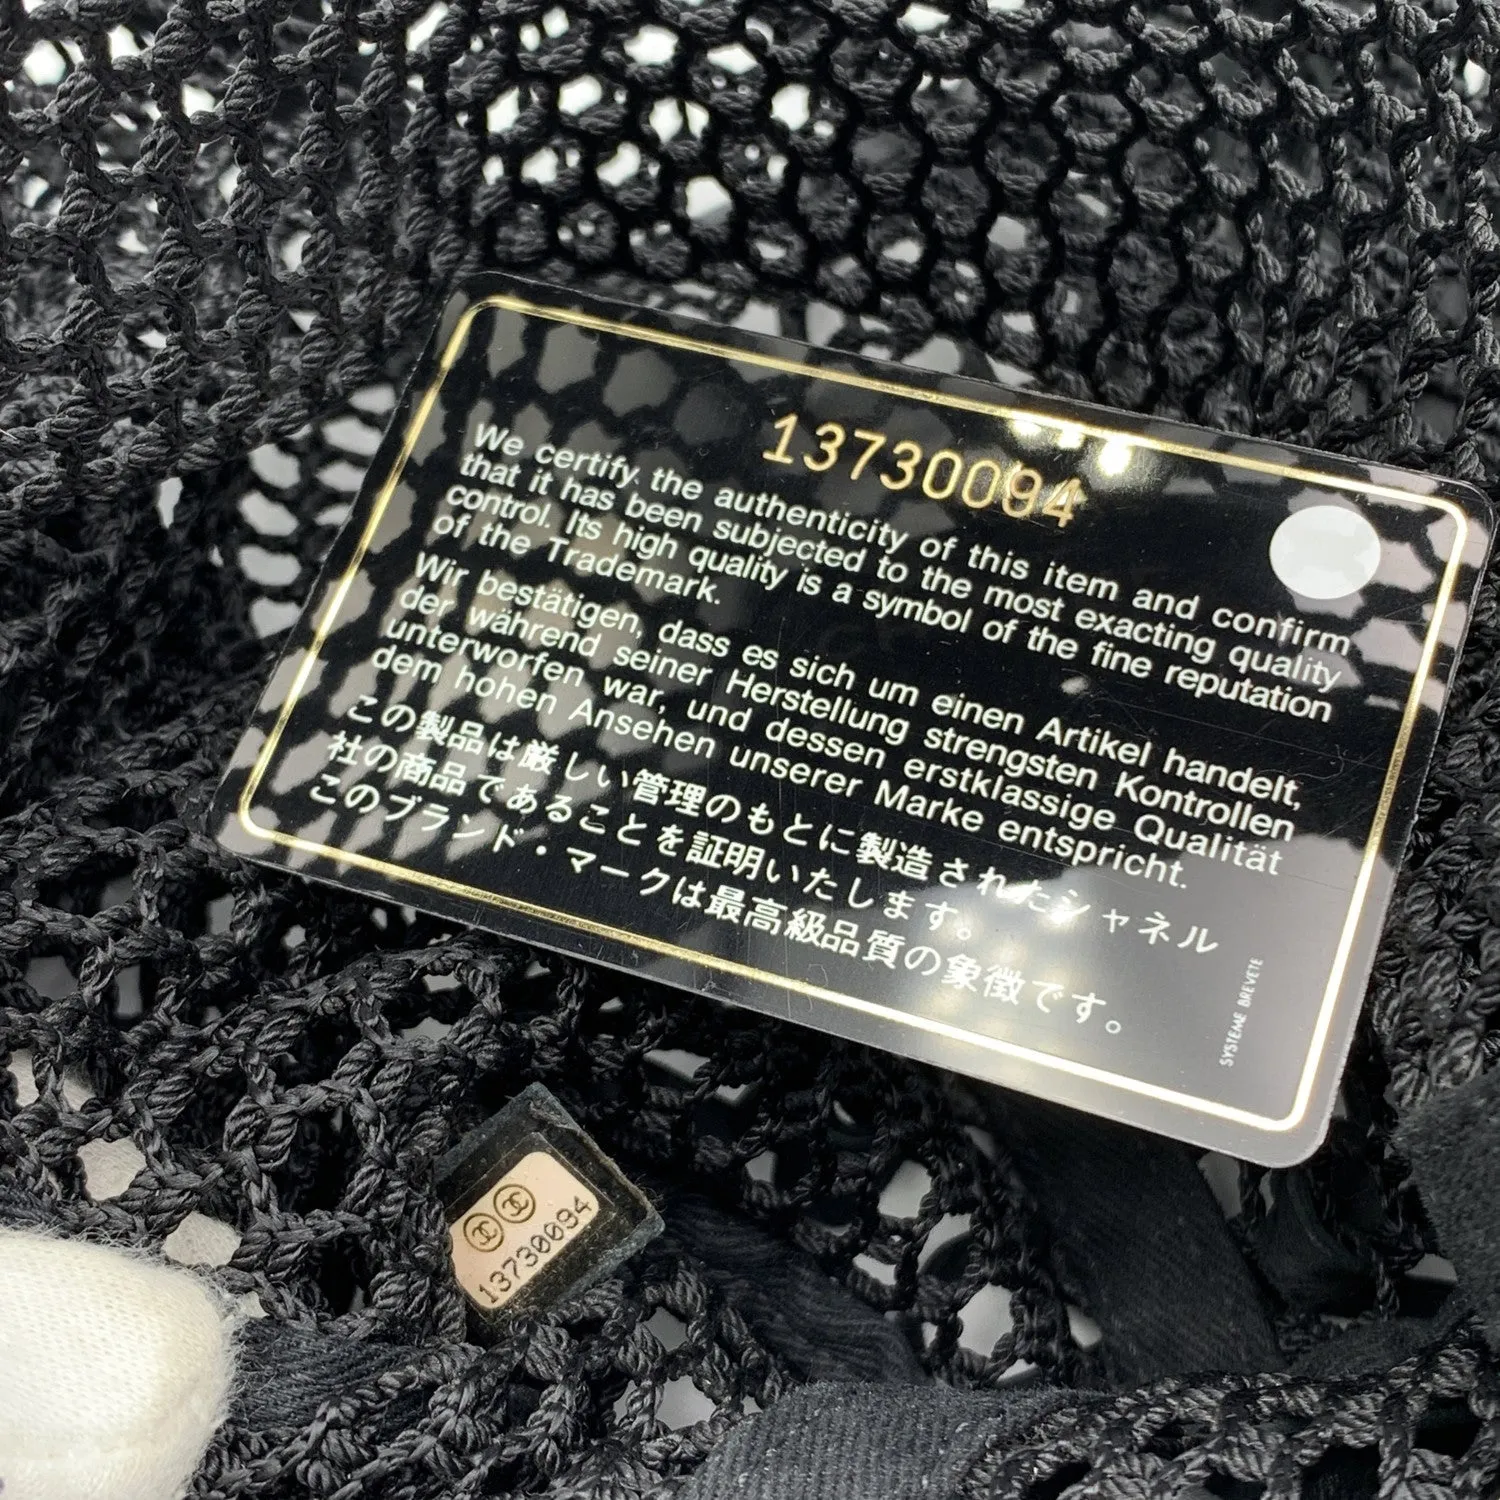 13730094
We certify the authenticity of this item and confirm
that it has been subjected to the most exacting quality
control. Its high quality is a symbol of the fine reputation
of the Trademark.
Wir bestätigen, dass es sich um einen Artikel handelt,
der während seiner Herstellung strengsten Kontrollen
unterworfen war, und dessen erstklassige Qualität
dem hohen Ansehen unserer Marke entspricht.
この製品は厳しい管理のもとに製造されたシャネル
社の商品であることを証明いたします。
このブランド・マークは最高級品質の象徴です。
SYSTEME BREVETE
13730094